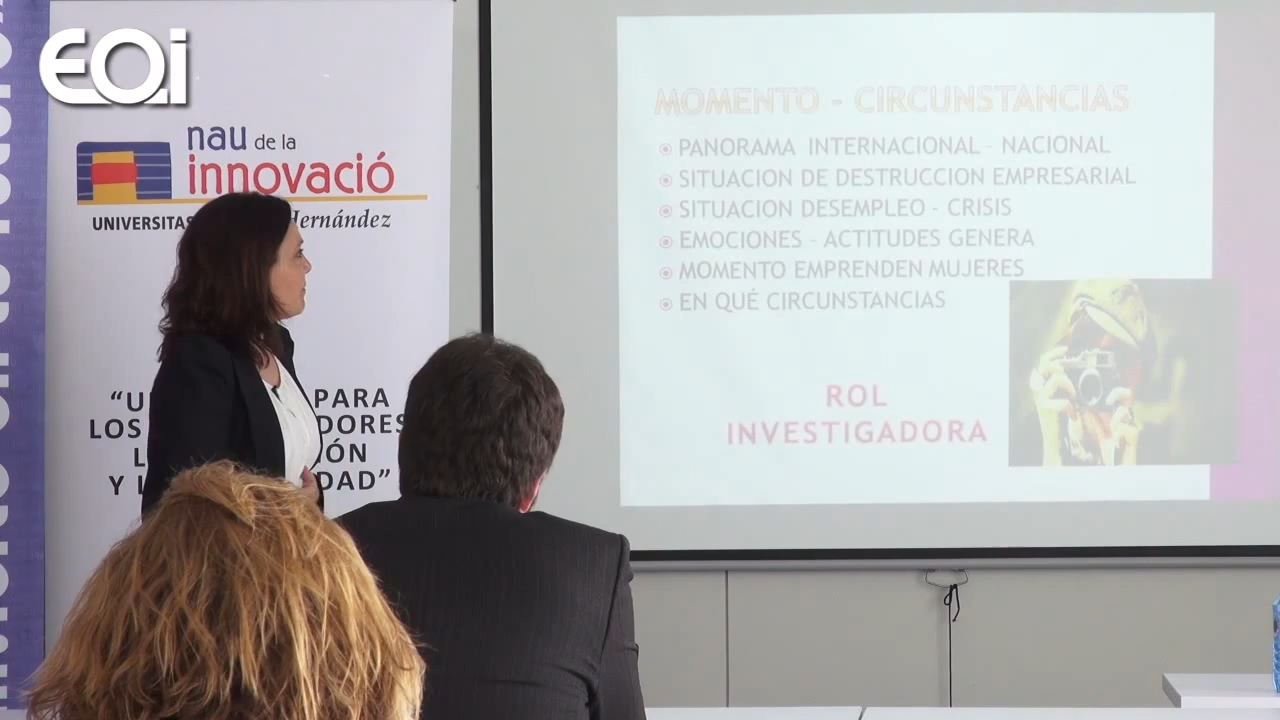 EOi
nau de la
innovació
UNIVERSITAS Hernández
PARA
LOS DORES
IÓN
Y L DAD”
MOMENTO - CIRCUNSTANCIAS
PANORAMA INTERNACIONAL - NACIONAL
SITUACION DE DESTRUCCION EMPRESARIAL
SITUACION DESEMPLEO - CRISIS
EMOCIONES - ACTITUDES GENERA
MOMENTO EMPRENDEN MUJERES
EN QUÉ CIRCUNSTANCIAS
ROL
INVESTIGADORA